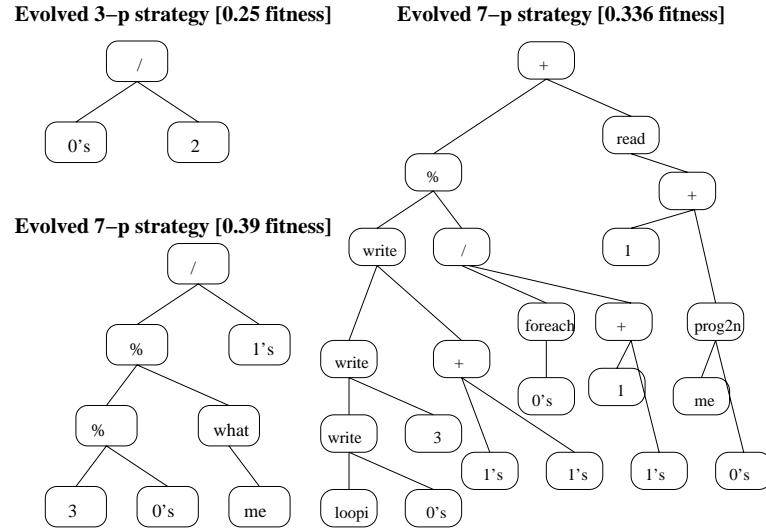 Evolved 3−p strategy [0.25 fitness]
/
0's 2
Evolved 7−p strategy [0.39 fitness]
/
% 1's
% what
3 0's me
Evolved 7−p strategy [0.336 fitness]
+
read
%
+
write / 1
foreach + prog2n
write + 0's 1 me
write 3
1's 1's 1's 0's
loopi 0's